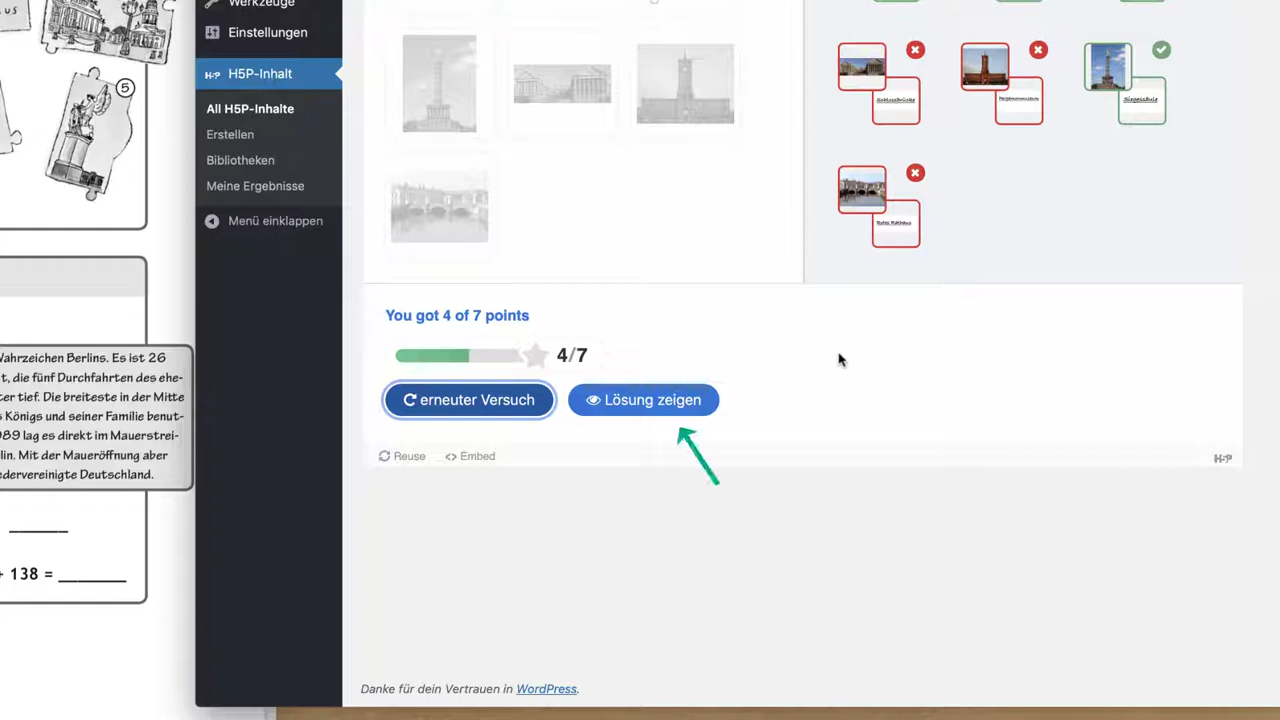 Werkzeuge
Einstellungen
H5P-Inhalt
All H5P-Inhalte
Erstellen
Bibliotheken
Meine Ergebnisse
Menü einklappen
5
Wahrzeichen Berlins. Es ist 26
t, die fünf Durchfahrten des ehe-
ter tief. Die breiteste in der Mitte
s Königs und seiner Familie benut-
989 lag es direkt im Mauerstrei-
lin. Mit der Maueröffnung aber
edervereinigte Deutschland.
+ 138 =
Schlossbrücke
Pergamonmuseum
Siegessäule
Rotes Rathaus
You got 4 of 7 points
4/7
erneuter Versuch
Lösung zeigen
Reuse
Embed
H5P
Danke für dein Vertrauen in WordPress.